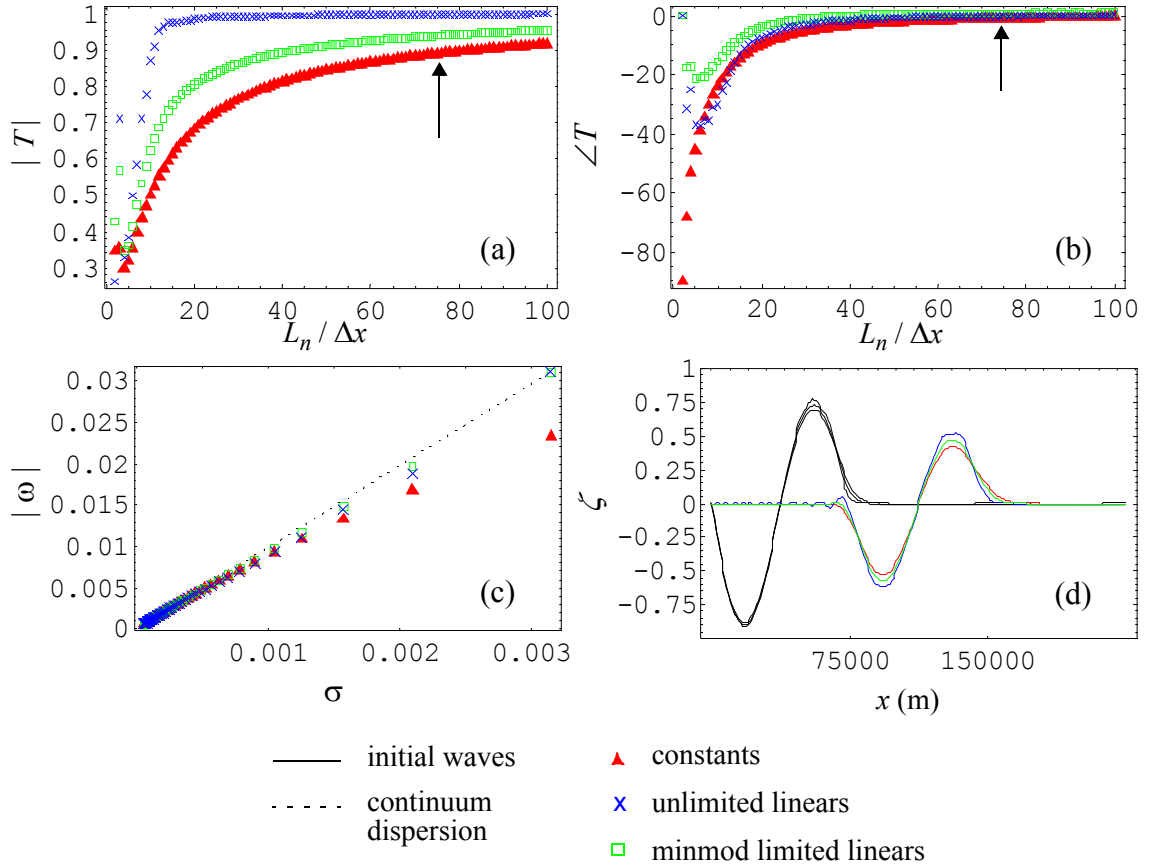 1
0.9
0.8
0.7
0.6
0.5
0.4
0.3
| T |
0
20
40
60
80
100
L_n / Δx
(a)
0
-20
-40
-60
-80
∠T
0
20
40
60
80
100
L_n / Δx
(b)
0.03
0.025
0.02
0.015
0.01
0.005
0
| ω |
0.001
0.002
0.003
σ
(c)
1
0.75
0.5
0.25
0
-0.25
-0.5
-0.75
ζ
75000
150000
x (m)
(d)
initial waves
continuum
dispersion
constants
unlimited linears
minmod limited linears